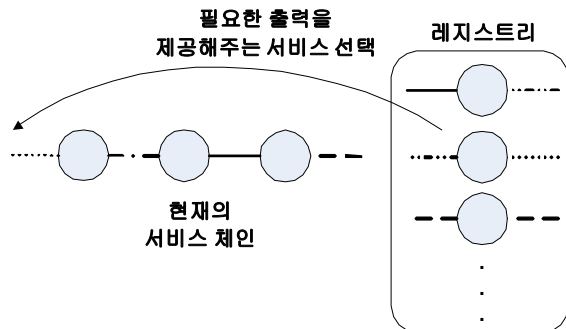 필요한 출력을
제공해주는 서비스 선택
레지스트리
현재의
서비스 체인